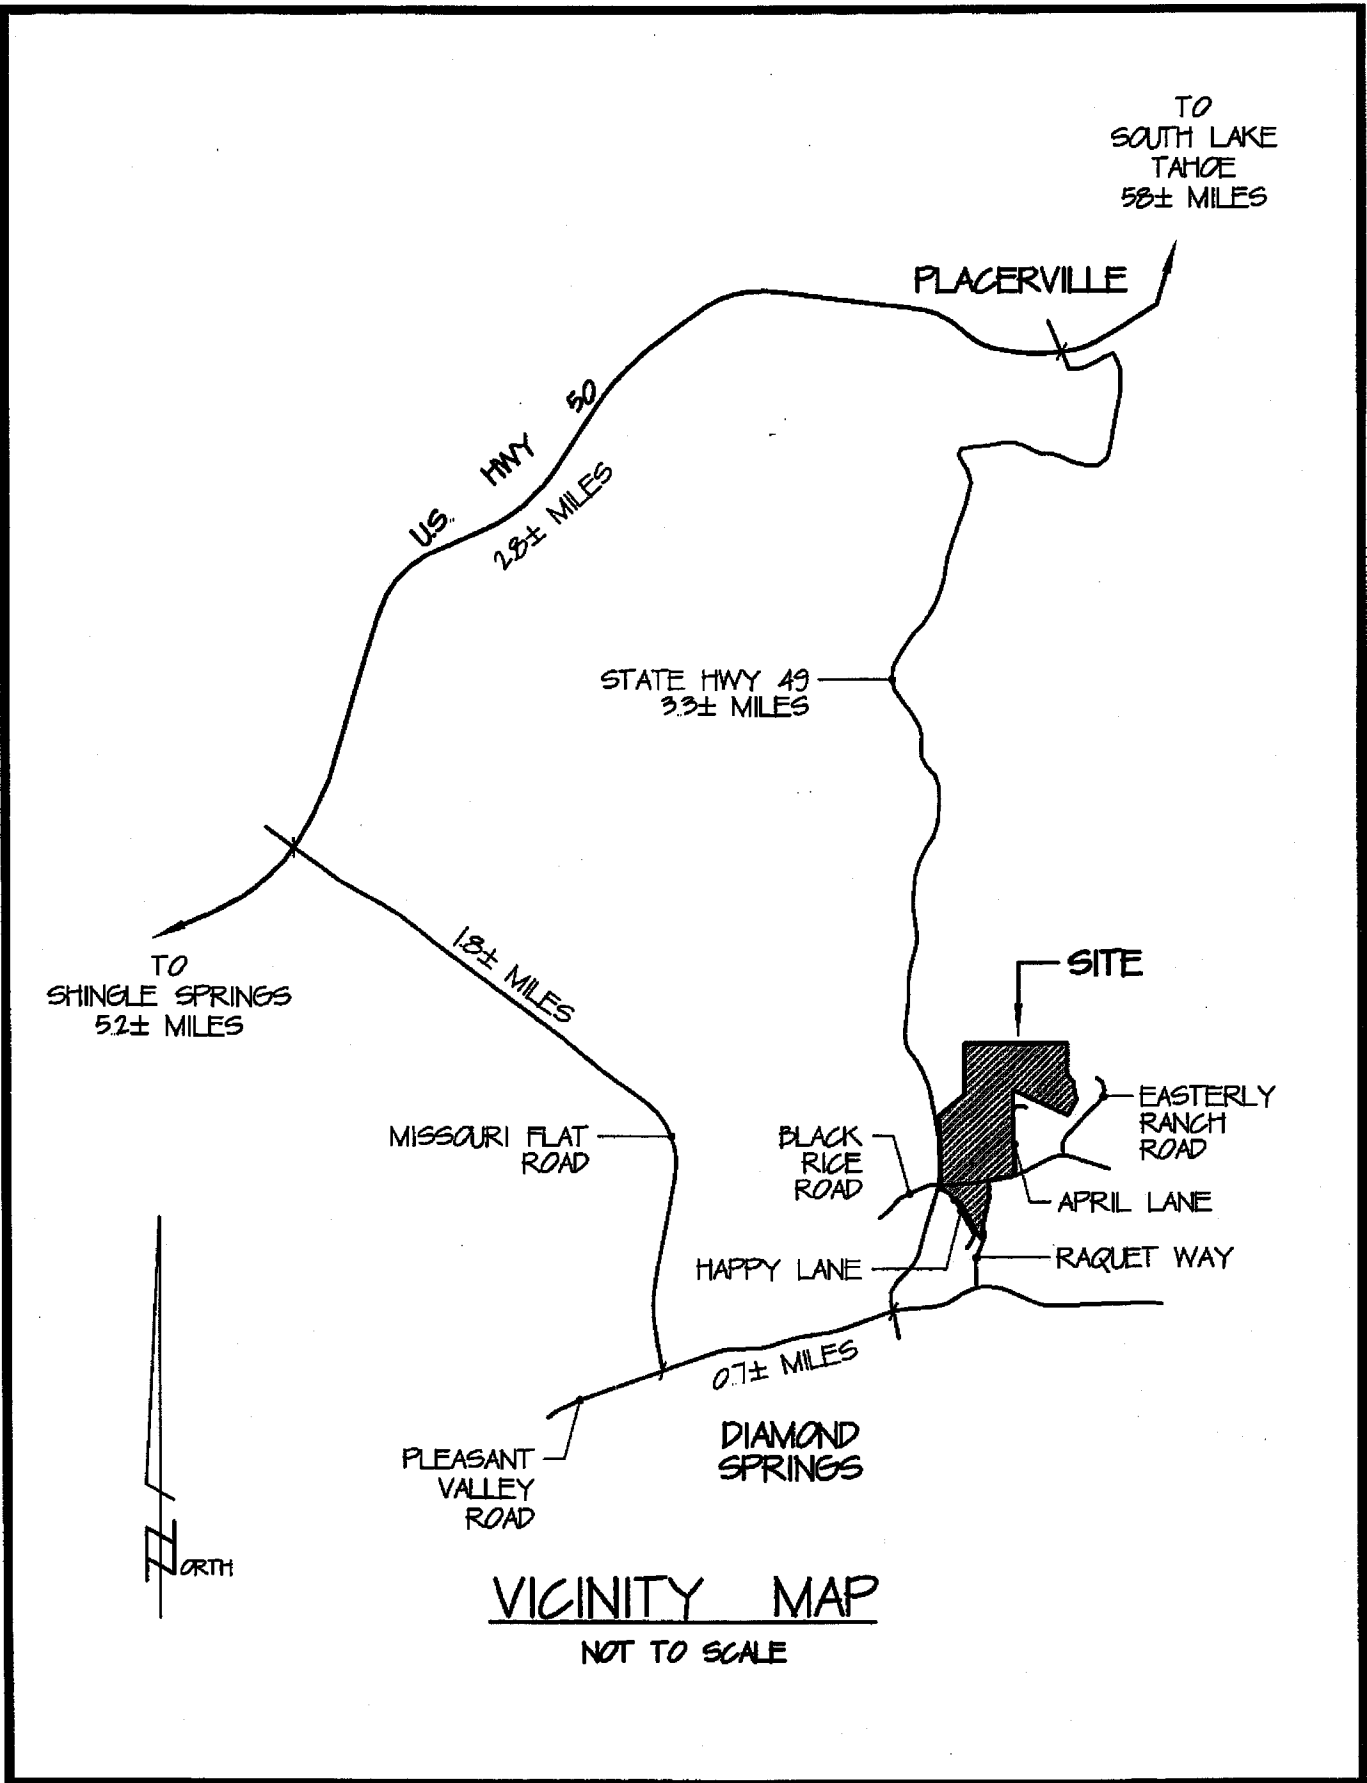 TO
SOUTH LAKE
TAHOE
58± MILES
PLACERVILLE
U.S. HWY 50
2.8± MILES
STATE HWY 49
3.3± MILES
TO
SHINGLE SPRINGS
5.2± MILES
1.8± MILES
SITE
MISSOURI FLAT
ROAD
BLACK
RICE
ROAD
EASTERLY
RANCH
ROAD
APRIL LANE
HAPPY LANE
RAQUET WAY
0.7± MILES
DIAMOND
SPRINGS
PLEASANT
VALLEY
ROAD
NORTH
VICINITY MAP
NOT TO SCALE